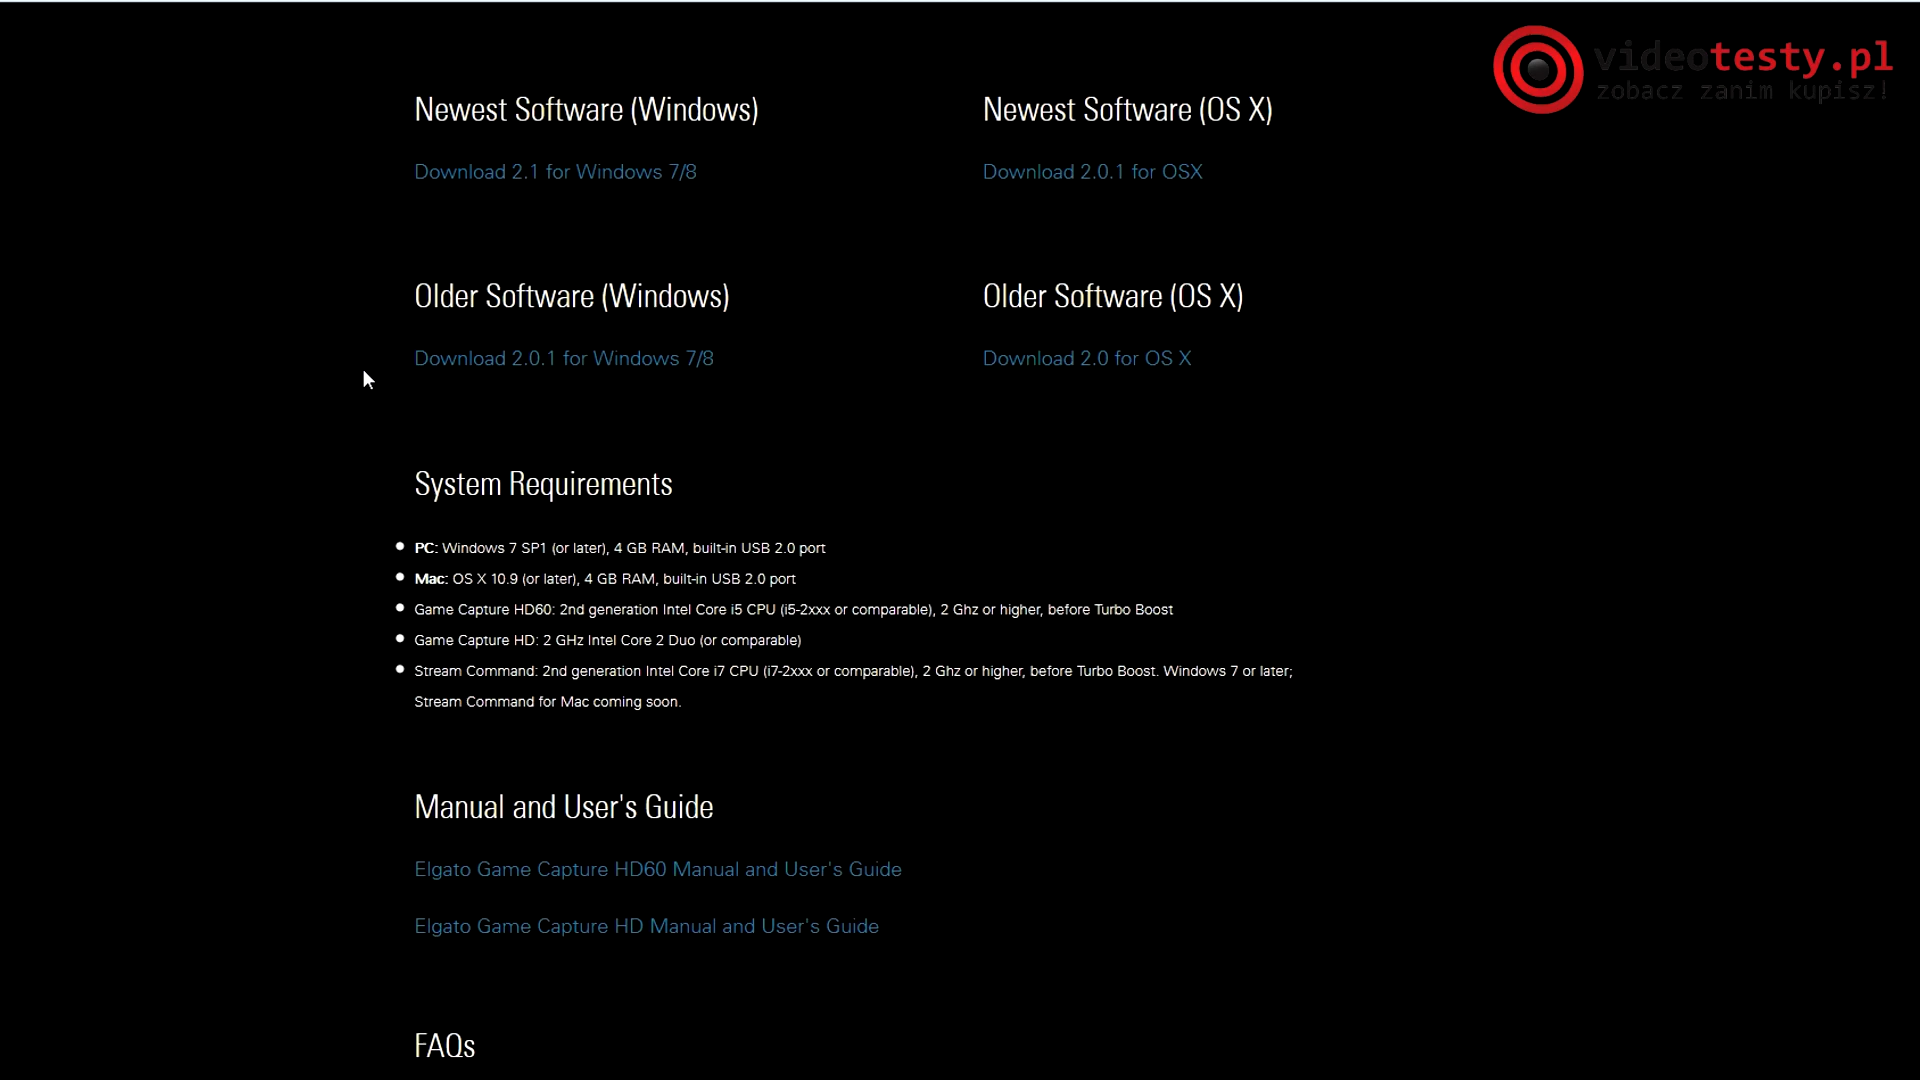 videotesty.pl
zobacz zanim kupisz!
Newest Software (Windows)
Newest Software (OS X)
Download 2.1 for Windows 7/8
Download 2.0.1 for OSX
Older Software (Windows)
Older Software (OS X)
Download 2.0.1 for Windows 7/8
Download 2.0 for OS X
System Requirements
PC: Windows 7 SP1 (or later), 4 GB RAM, built-in USB 2.0 port
Mac: OS X 10.9 (or later), 4 GB RAM, built-in USB 2.0 port
Game Capture HD60: 2nd generation Intel Core i5 CPU (i5-2xxx or comparable), 2 Ghz or higher, before Turbo Boost
Game Capture HD: 2 GHz Intel Core 2 Duo (or comparable)
Stream Command: 2nd generation Intel Core i7 CPU (i7-2xxx or comparable), 2 Ghz or higher, before Turbo Boost. Windows 7 or later;
Stream Command for Mac coming soon.
Manual and User's Guide
Elgato Game Capture HD60 Manual and User's Guide
Elgato Game Capture HD Manual and User's Guide
FAQs